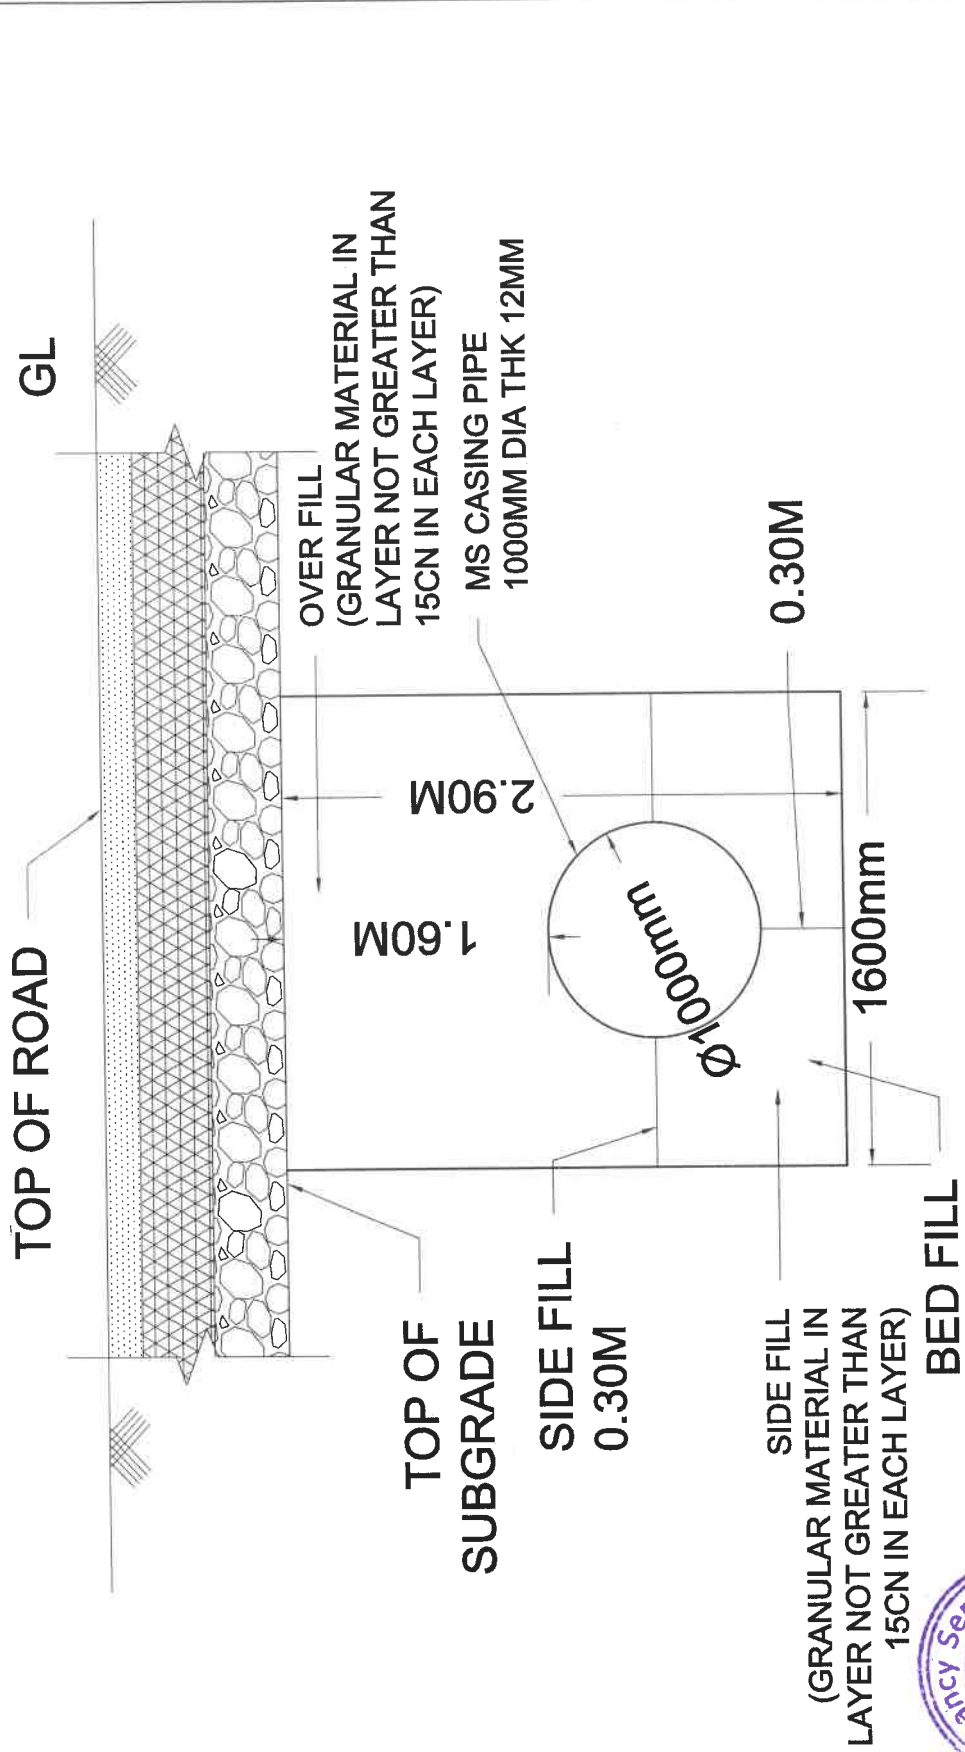 GL
TOP OF ROAD
OVER FILL
(GRANULAR MATERIAL IN
LAYER NOT GREATER THAN
15CN IN EACH LAYER)
MS CASING PIPE
1000MM DIA THK 12MM
2.90M
1.60M
Ø1000mm
0.30M
1600mm
TOP OF
SUBGRADE
SIDE FILL
0.30M
SIDE FILL
(GRANULAR MATERIAL IN
LAYER NOT GREATER THAN
15CN IN EACH LAYER)
BED FILL